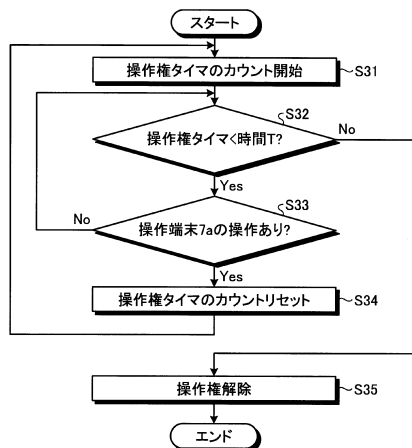 スタート
操作権タイマのカウント開始
S31
S32
操作権タイマ<時間T?
No
Yes
S33
No
操作端末7aの操作あり?
Yes
操作権タイマのカウントリセット
S34
操作権解除
S35
エンド